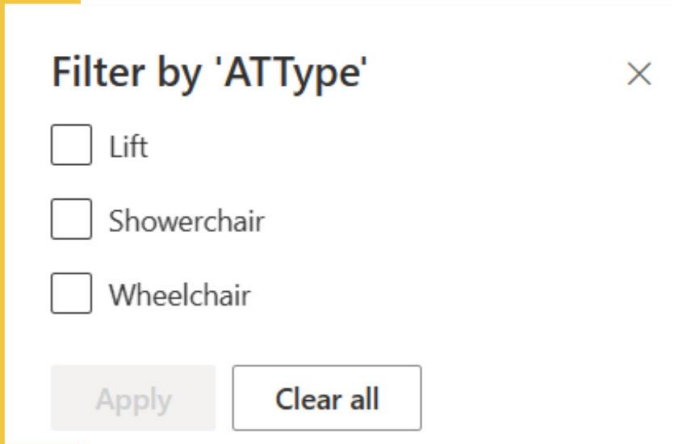 Filter by 'ATType'
Lift
Showerchair
Wheelchair
Apply
Clear all